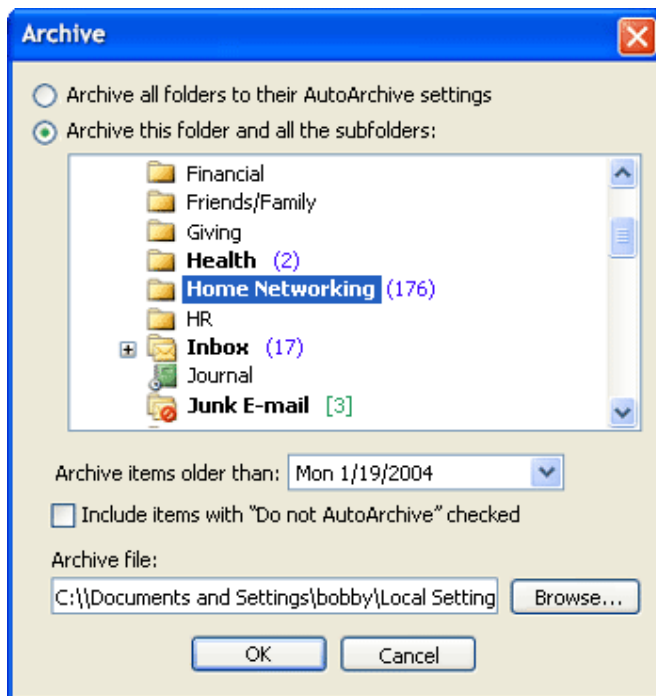 Archive
Archive all folders to their AutoArchive settings
Archive this folder and all the subfolders:
Financial
Friends/Family
Giving
Health (2)
Home Networking (176)
HR
Inbox (17)
Journal
Junk E-mail [3]
Archive items older than: Mon 1/19/2004
Include items with "Do not AutoArchive" checked
Archive file:
C:\\Documents and Settings\bobby\Local Setting Browse...
OK Cancel